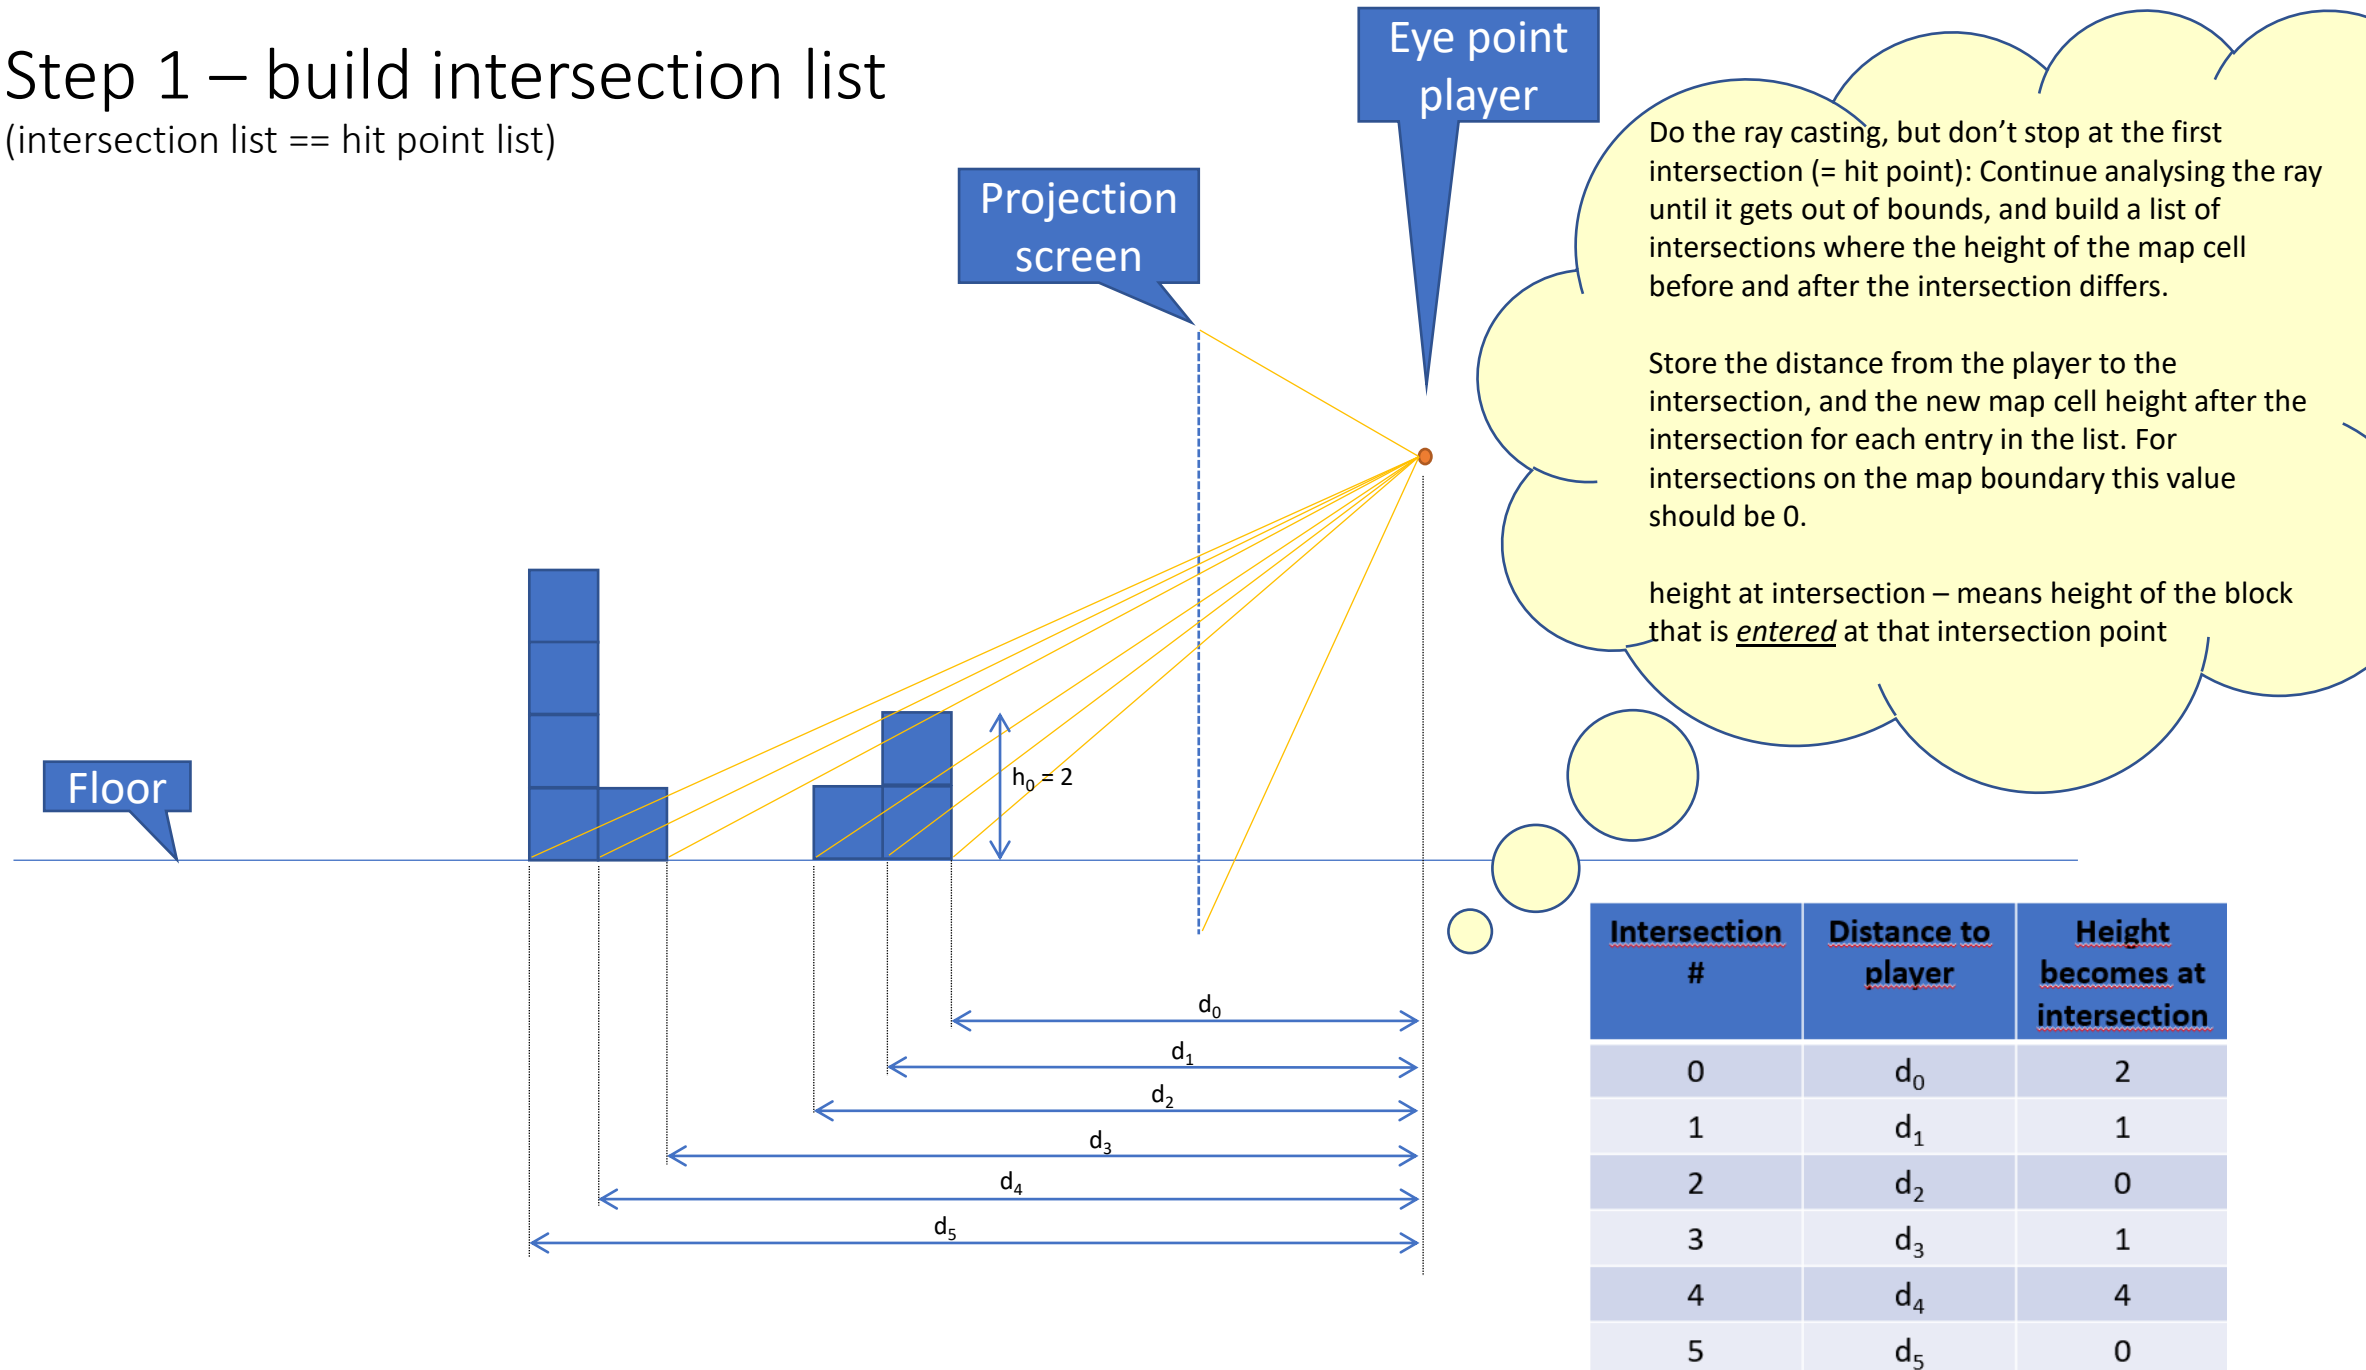 Step 1 – build intersection list
(intersection list == hit point list)
Eye point
player
Projection
screen
Do the ray casting, but don’t stop at the first
intersection (= hit point): Continue analysing the ray
until it gets out of bounds, and build a list of
intersections where the height of the map cell
before and after the intersection differs.
Store the distance from the player to the
intersection, and the new map cell height after the
intersection for each entry in the list. For
intersections on the map boundary this value
should be 0.
height at intersection – means height of the block
that is entered at that intersection point
Floor
h₀ = 2
d₀
d₁
d₂
d₃
d₄
d₅
Intersection
#
Distance to
player
Height
becomes at
intersection
0 d₀ 2
1 d₁ 1
2 d₂ 0
3 d₃ 1
4 d₄ 4
5 d₅ 0